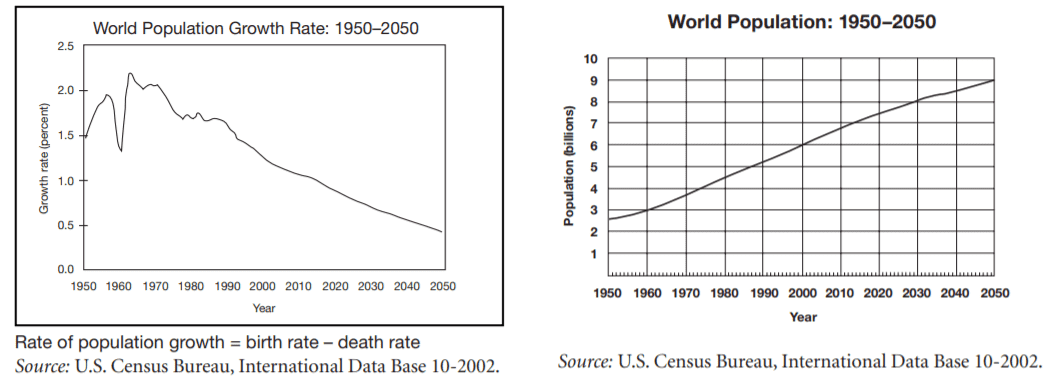 World Population Growth Rate: 1950–2050
2.5
2.0
1.5
1.0
0.5
0.0
Growth rate (percent)
1950 1960 1970 1980 1990 2000 2010 2020 2030 2040 2050
Year
Rate of population growth = birth rate – death rate
Source: U.S. Census Bureau, International Data Base 10-2002.
World Population: 1950–2050
10
9
8
7
6
5
4
3
2
1
Population (billions)
1950 1960 1970 1980 1990 2000 2010 2020 2030 2040 2050
Year
Source: U.S. Census Bureau, International Data Base 10-2002.